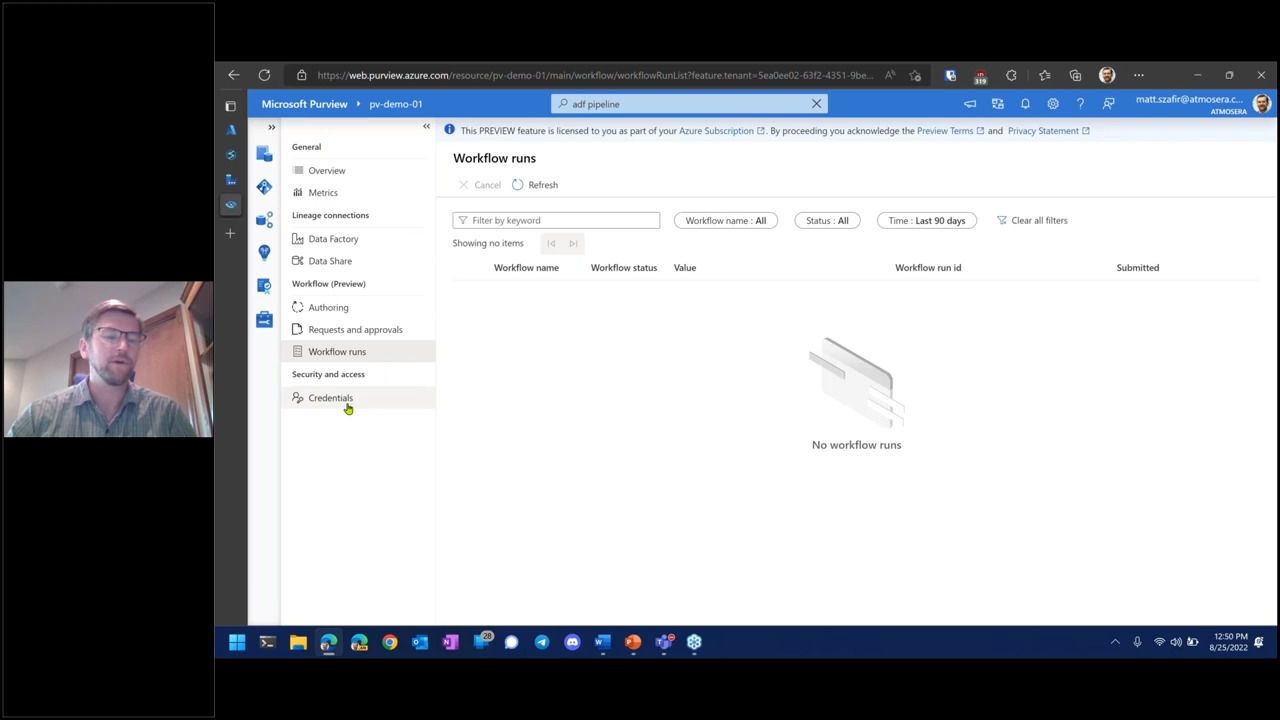 https://web.purview.azure.com/resource/pv-demo-01/main/workflow/workflowRunList?feature.tenant=5ea0ee02-63f2-4351-9be...
319
Microsoft Purview
pv-demo-01
adf pipeline
matt.szafir@atmosera.c...
ATMOSERA
General
Overview
Metrics
Lineage connections
Data Factory
Data Share
Workflow (Preview)
Authoring
Requests and approvals
Workflow runs
Security and access
Credentials
This PREVIEW feature is licensed to you as part of your Azure Subscription. By proceeding you acknowledge the Preview Terms and Privacy Statement
Workflow runs
Cancel Refresh
Filter by keyword Workflow name : All Status : All Time : Last 90 days Clear all filters
Showing no items
Workflow name Workflow status Value Workflow run id Submitted
No workflow runs
28
12:50 PM
8/25/2022